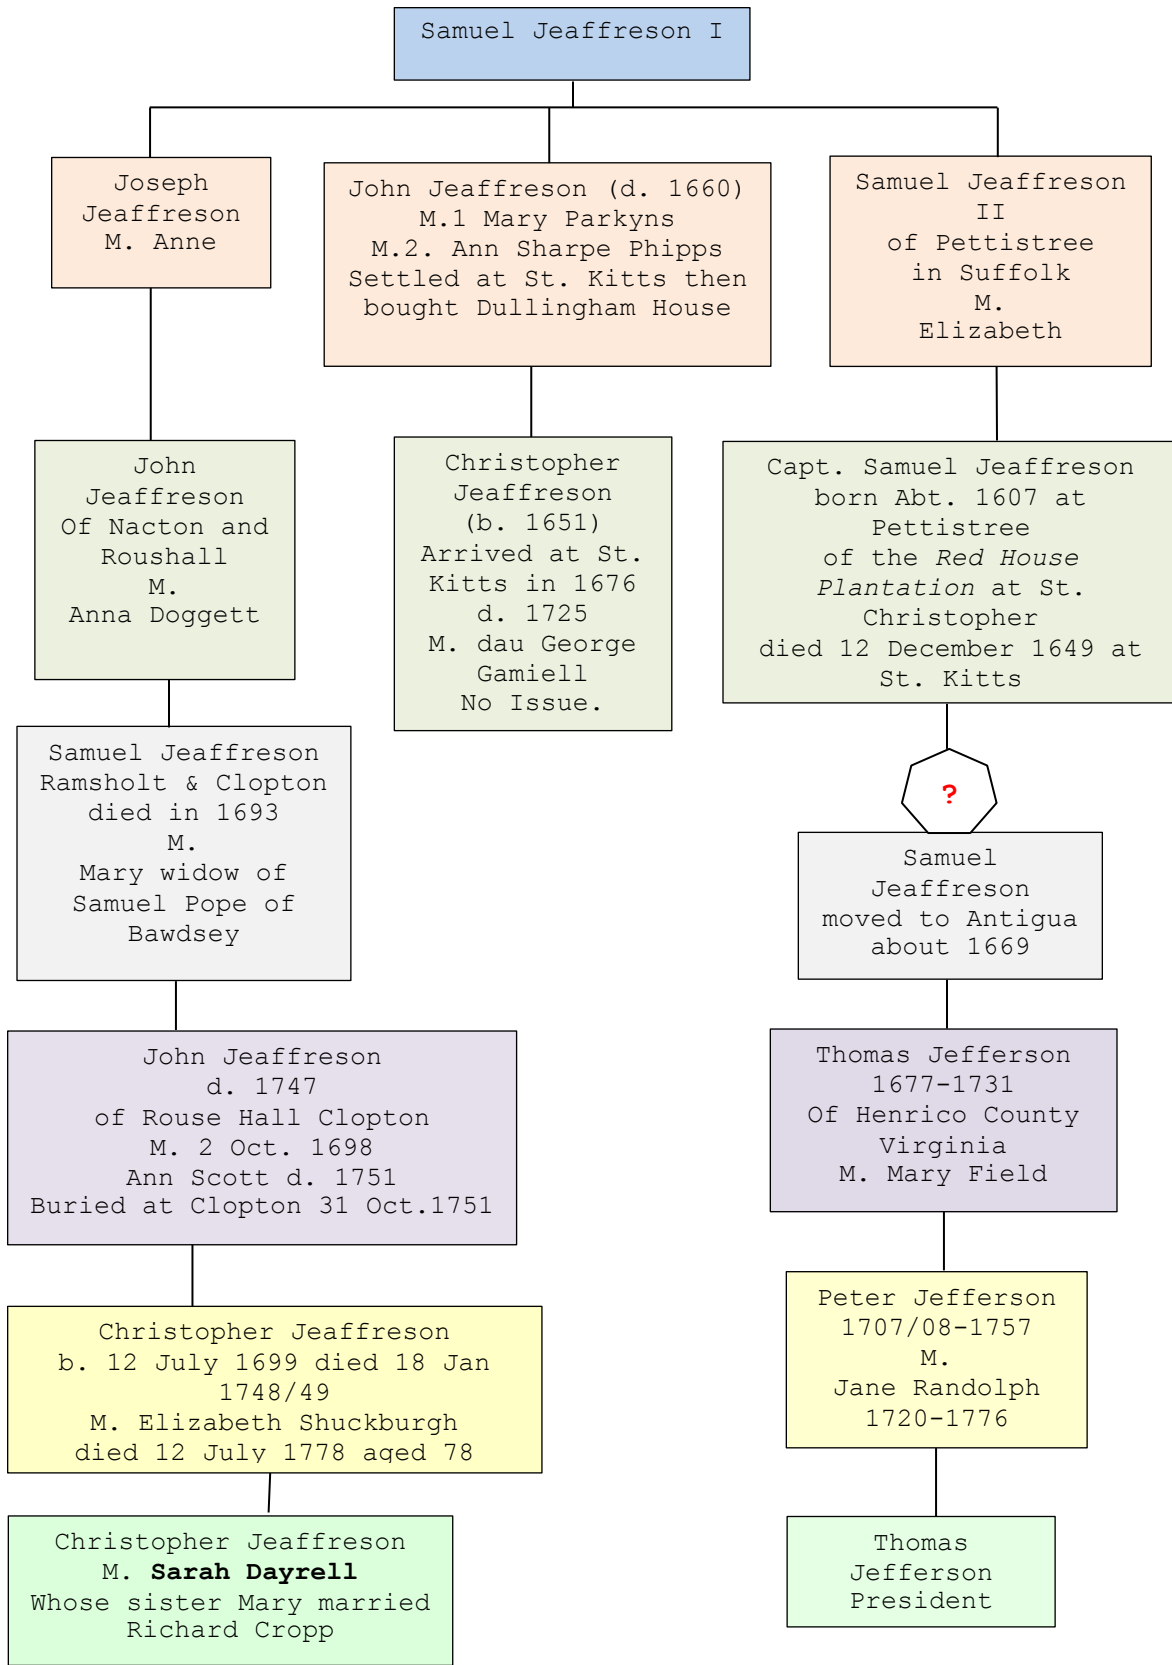 Samuel Jeaffreson I
Joseph
Jeaffreson
M. Anne
John Jeaffreson (d. 1660)
M.1 Mary Parkyns
M.2. Ann Sharpe Phipps
Settled at St. Kitts then
bought Dullingham House
Samuel Jeaffreson
II
of Pettistree
in Suffolk
M.
Elizabeth
John
Jeaffreson
Of Nacton and
Roushall
M.
Anna Doggett
Christopher
Jeaffreson
(b. 1651)
Arrived at St.
Kitts in 1676
d. 1725
M. dau George
Gamiell
No Issue.
Capt. Samuel Jeaffreson
born Abt. 1607 at
Pettistree
of the Red House
Plantation at St.
Christopher
died 12 December 1649 at
St. Kitts
Samuel Jeaffreson
Ramsholt & Clopton
died in 1693
M.
Mary widow of
Samuel Pope of
Bawdsey
?
Samuel
Jeaffreson
moved to Antigua
about 1669
John Jeaffreson
d. 1747
of Rouse Hall Clopton
M. 2 Oct. 1698
Ann Scott d. 1751
Buried at Clopton 31 Oct.1751
Thomas Jefferson
1677-1731
Of Henrico County
Virginia
M. Mary Field
Christopher Jeaffreson
b. 12 July 1699 died 18 Jan
1748/49
M. Elizabeth Shuckburgh
died 12 July 1778 aged 78
Peter Jefferson
1707/08-1757
M.
Jane Randolph
1720-1776
Christopher Jeaffreson
M. Sarah Dayrell
Whose sister Mary married
Richard Cropp
Thomas
Jefferson
President